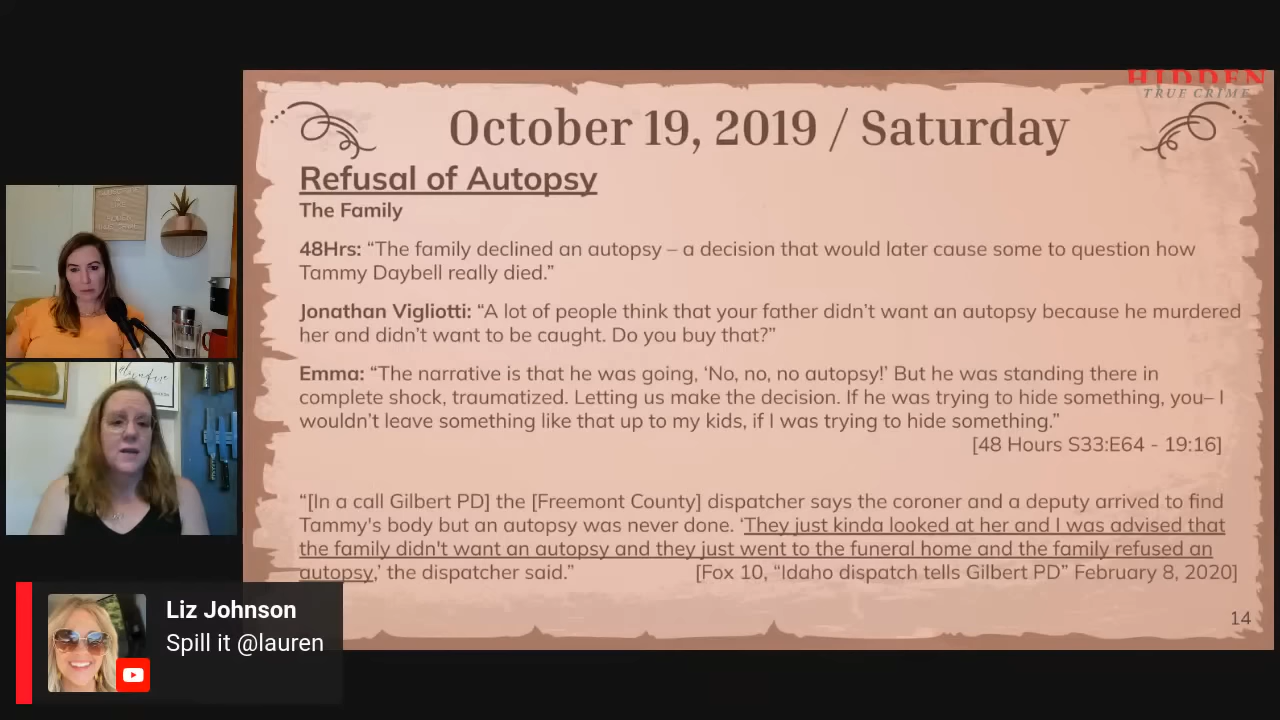 HIDDEN
TRUE CRIME
October 19, 2019 / Saturday
Refusal of Autopsy
The Family
48Hrs: “The family declined an autopsy – a decision that would later cause some to question how
Tammy Daybell really died.”
Jonathan Vigliotti: “A lot of people think that your father didn’t want an autopsy because he murdered
her and didn’t want to be caught. Do you buy that?”
Emma: “The narrative is that he was going, ‘No, no, no autopsy!’ But he was standing there in
complete shock, traumatized. Letting us make the decision. If he was trying to hide something, you– I
wouldn’t leave something like that up to my kids, if I was trying to hide something.”
[48 Hours S33:E64 - 19:16]
“[In a call Gilbert PD] the [Freemont County] dispatcher says the coroner and a deputy arrived to find
Tammy's body but an autopsy was never done. ‘They just kinda looked at her and I was advised that
the family didn't want an autopsy and they just went to the funeral home and the family refused an
autopsy,’ the dispatcher said.” [Fox 10, “Idaho dispatch tells Gilbert PD” February 8, 2020]
14
Liz Johnson
Spill it @lauren